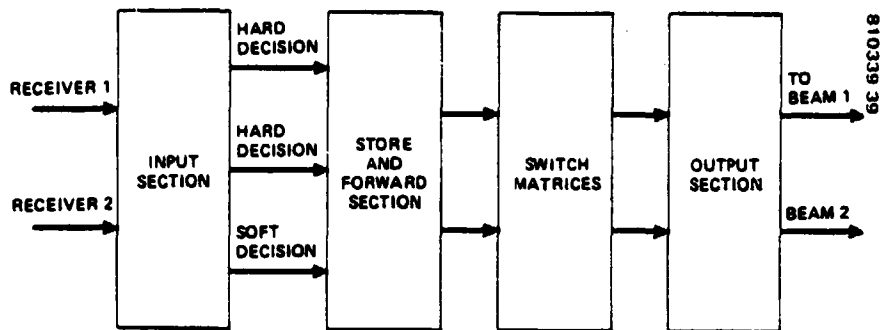 RECEIVER 1
RECEIVER 2
INPUT
SECTION
HARD
DECISION
HARD
DECISION
SOFT
DECISION
STORE
AND
FORWARD
SECTION
SWITCH
MATRICES
OUTPUT
SECTION
TO
BEAM 1
BEAM 2
810339 39